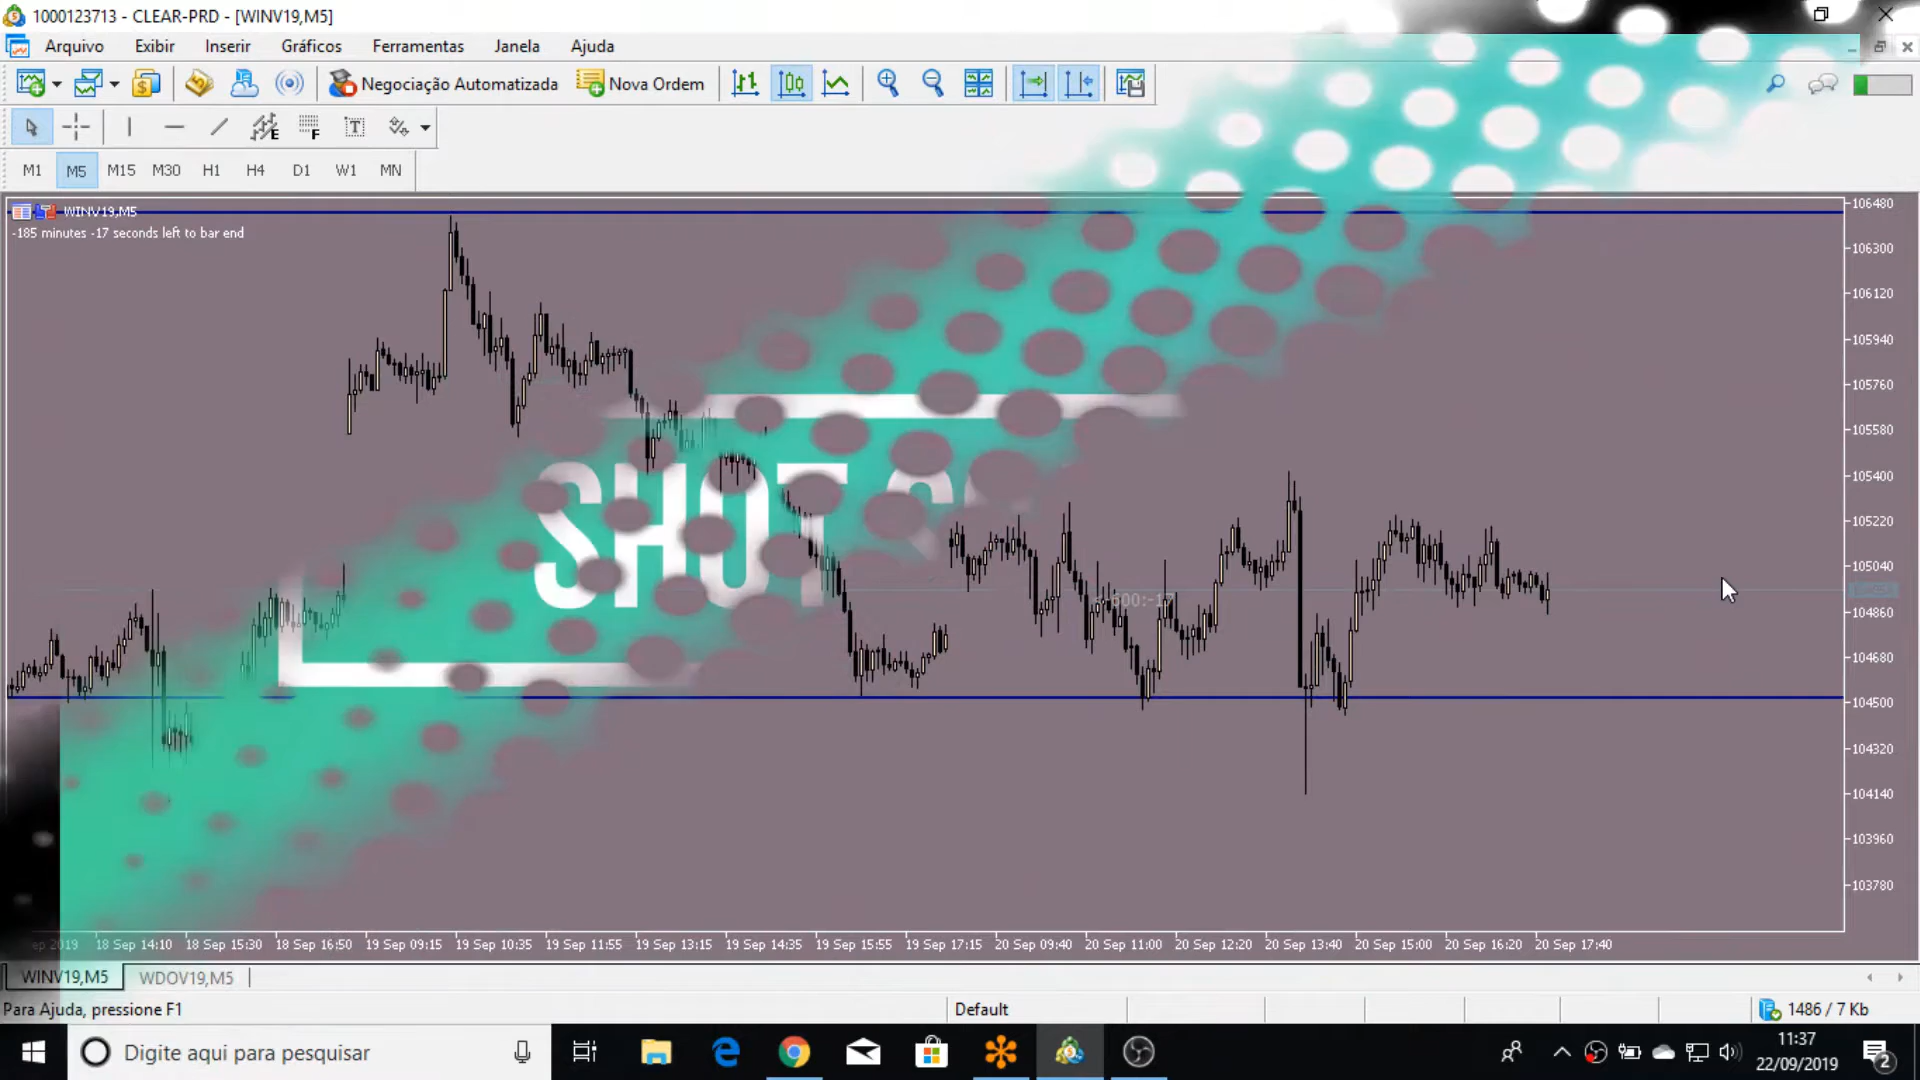 1000123713 - CLEAR-PRD - [WINV19,M5]
Arquivo Exibir Inserir Gráficos Ferramentas Janela Ajuda
Negociação Automatizada Nova Ordem
E F T
M1 M5 M15 M30 H1 H4 D1 W1 MN
WINV19,M5
-185 minutes -17 seconds left to bar end
106480
106300
106120
105940
105760
105580
105400
105220
105040
104860
104680
104500
104320
104140
103960
103780
SHOT
2019 18 Sep 14:10 18 Sep 15:30 18 Sep 16:50 19 Sep 09:15 19 Sep 10:35 19 Sep 11:55 19 Sep 13:15 19 Sep 14:35 19 Sep 15:55 19 Sep 17:15 20 Sep 09:40 20 Sep 11:00 20 Sep 12:20 20 Sep 13:40 20 Sep 15:00 20 Sep 16:20 20 Sep 17:40
WINV19,M5 WDOV19,M5
Para Ajuda, pressione F1 Default 1486 / 7 Kb
Digite aqui para pesquisar
11:37
22/09/2019
2